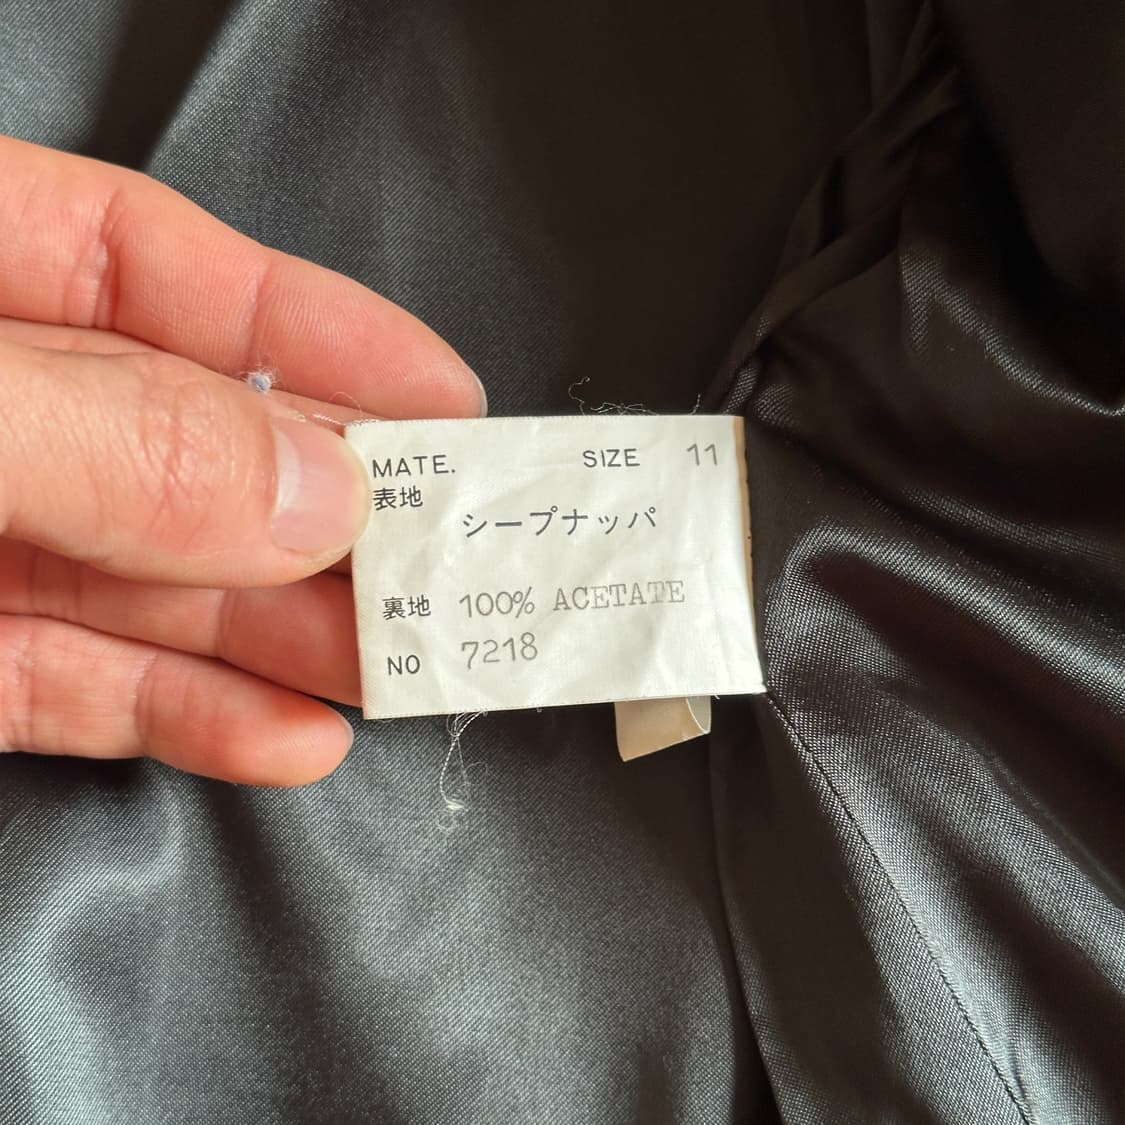 MATE. SIZE 11
表地
シープナッパ
裏地 100% ACETATE
NO 7218